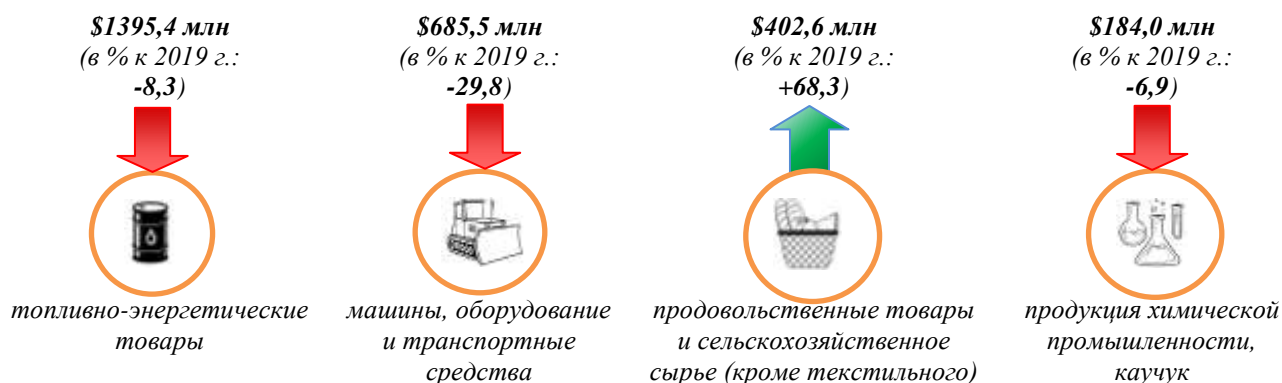 $1395,4 млн
(в % к 2019 г.:
-8,3)
топливно-энергетические
товары
$685,5 млн
(в % к 2019 г.:
-29,8)
машины, оборудование
и транспортные
средства
$402,6 млн
(в % к 2019 г.:
+68,3)
продовольственные товары
и сельскохозяйственное
сырье (кроме текстильного)
$184,0 млн
(в % к 2019 г.:
-6,9)
продукция химической
промышленности,
каучук